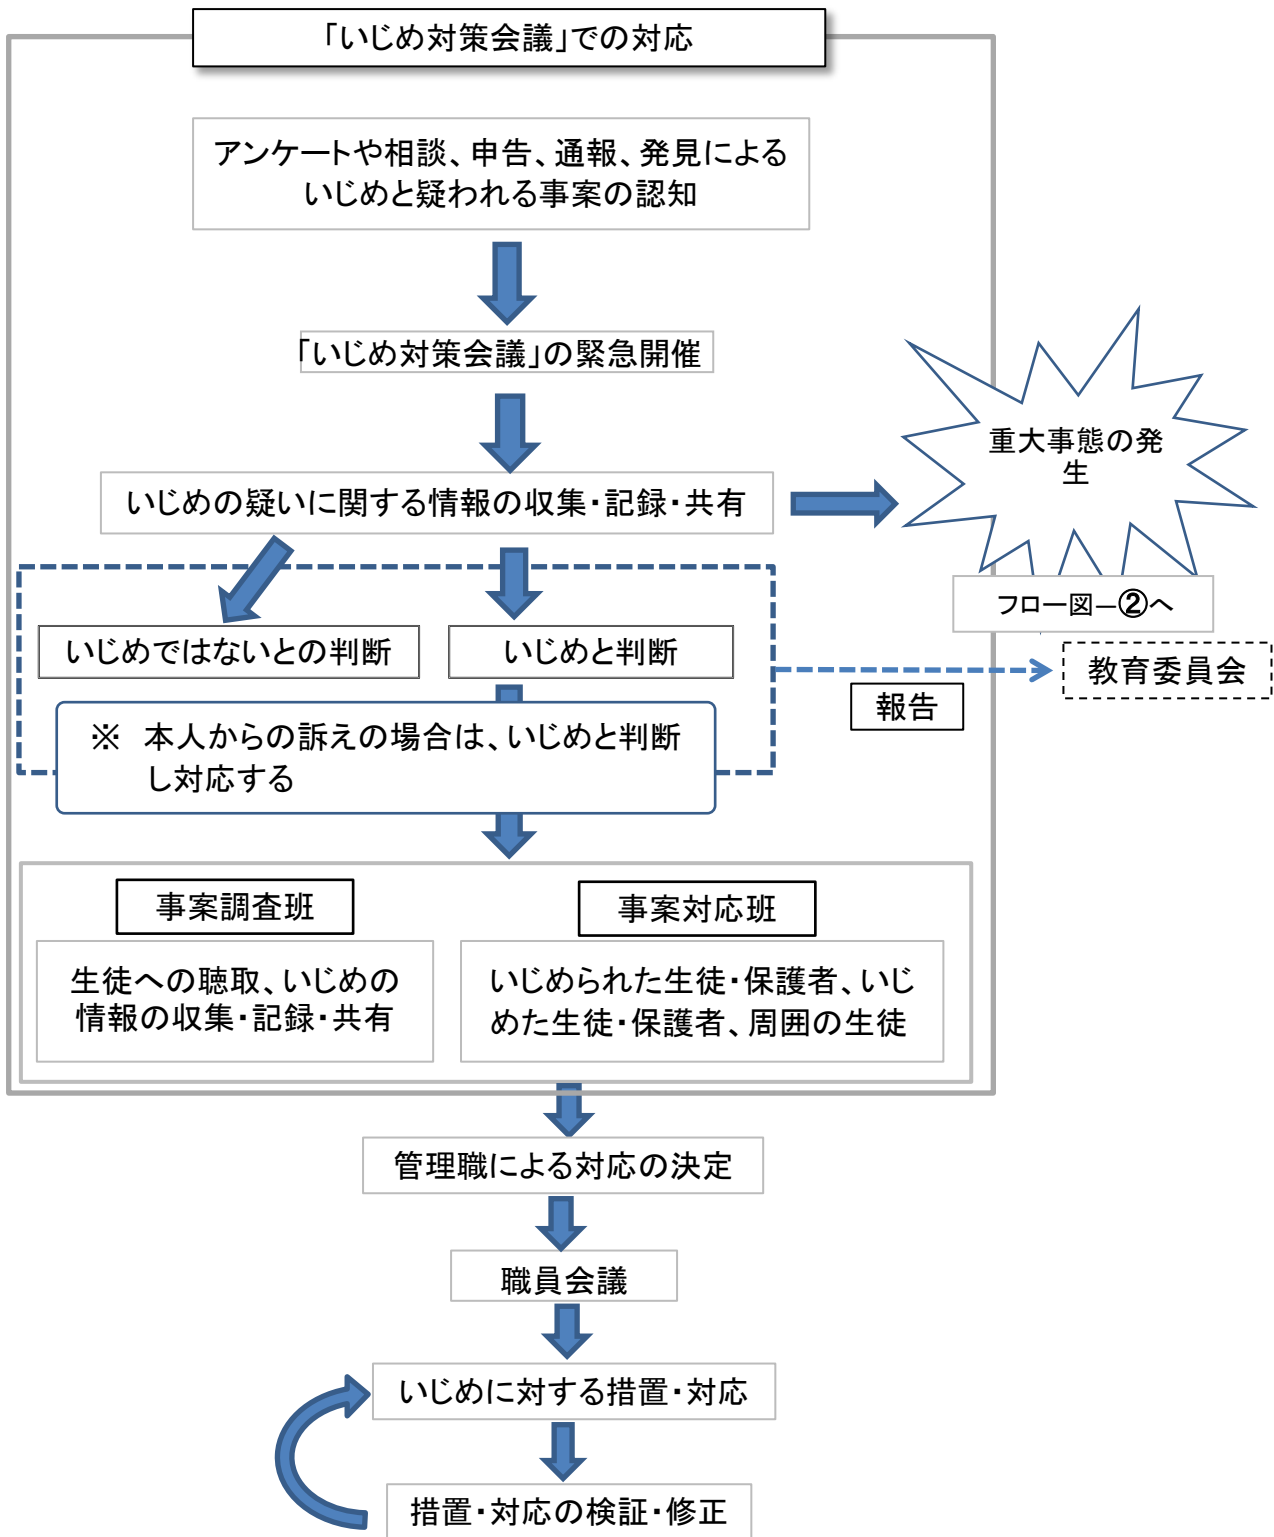 「いじめ対策会議」での対応
アンケートや相談、申告、通報、発見による
いじめと疑われる事案の認知
「いじめ対策会議」の緊急開催
重大事態の発
生
いじめの疑いに関する情報の収集・記録・共有
フロー図―②へ
いじめではないとの判断
いじめと判断
教育委員会
報告
※ 本人からの訴えの場合は、いじめと判断
し対応する
事案調査班
事案対応班
生徒への聴取、いじめの
情報の収集・記録・共有
いじめられた生徒・保護者、いじ
めた生徒・保護者、周囲の生徒
管理職による対応の決定
職員会議
いじめに対する措置・対応
措置・対応の検証・修正